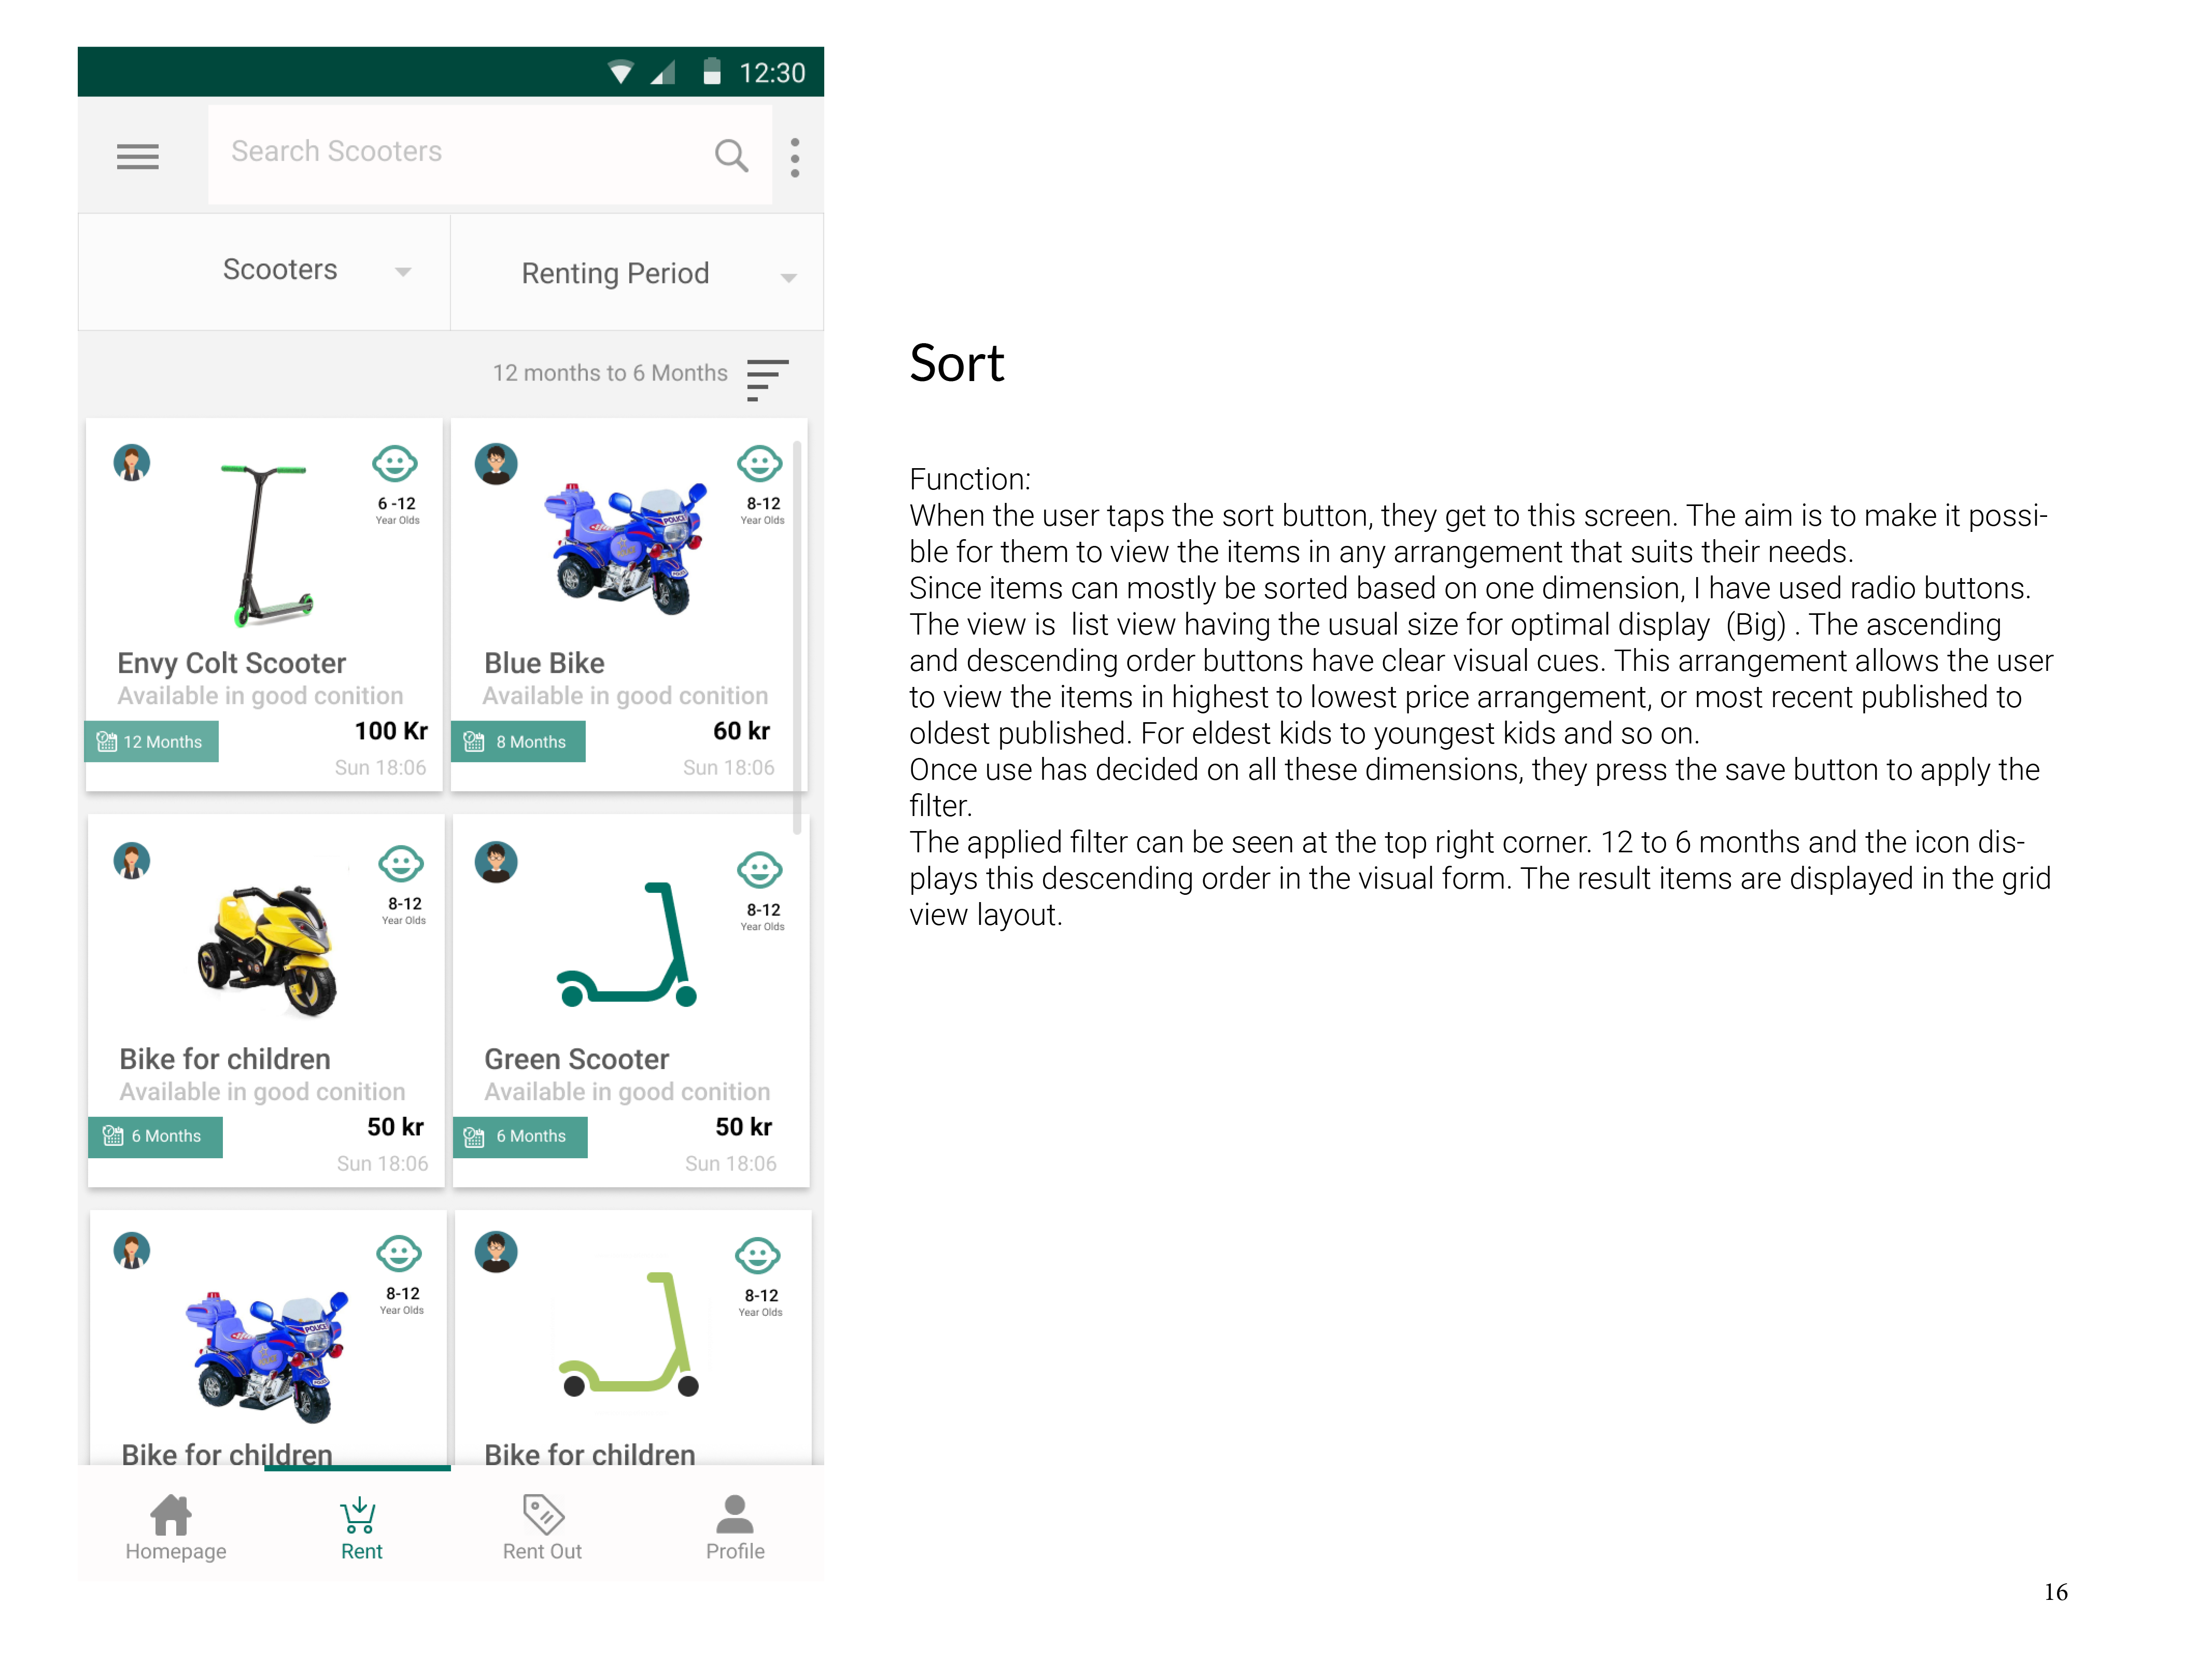 12:30
Search Scooters
Scooters
Renting Period
12 months to 6 Months
6 -12
Year Olds
Envy Colt Scooter
Available in good conition
12 Months
100 Kr
Sun 18:06
8-12
Year Olds
Blue Bike
Available in good conition
8 Months
60 kr
Sun 18:06
8-12
Year Olds
Bike for children
Available in good conition
6 Months
50 kr
Sun 18:06
8-12
Year Olds
Green Scooter
Available in good conition
6 Months
50 kr
Sun 18:06
8-12
Year Olds
Bike for children
8-12
Year Olds
Bike for children
Homepage
Rent
Rent Out
Profile
Sort
Function:
When the user taps the sort button, they get to this screen. The aim is to make it possi-
ble for them to view the items in any arrangement that suits their needs.
Since items can mostly be sorted based on one dimension, I have used radio buttons.
The view is  list view having the usual size for optimal display  (Big) . The ascending
and descending order buttons have clear visual cues. This arrangement allows the user
to view the items in highest to lowest price arrangement, or most recent published to
oldest published. For eldest kids to youngest kids and so on.
Once use has decided on all these dimensions, they press the save button to apply the
filter.
The applied filter can be seen at the top right corner. 12 to 6 months and the icon dis-
plays this descending order in the visual form. The result items are displayed in the grid
view layout.
16